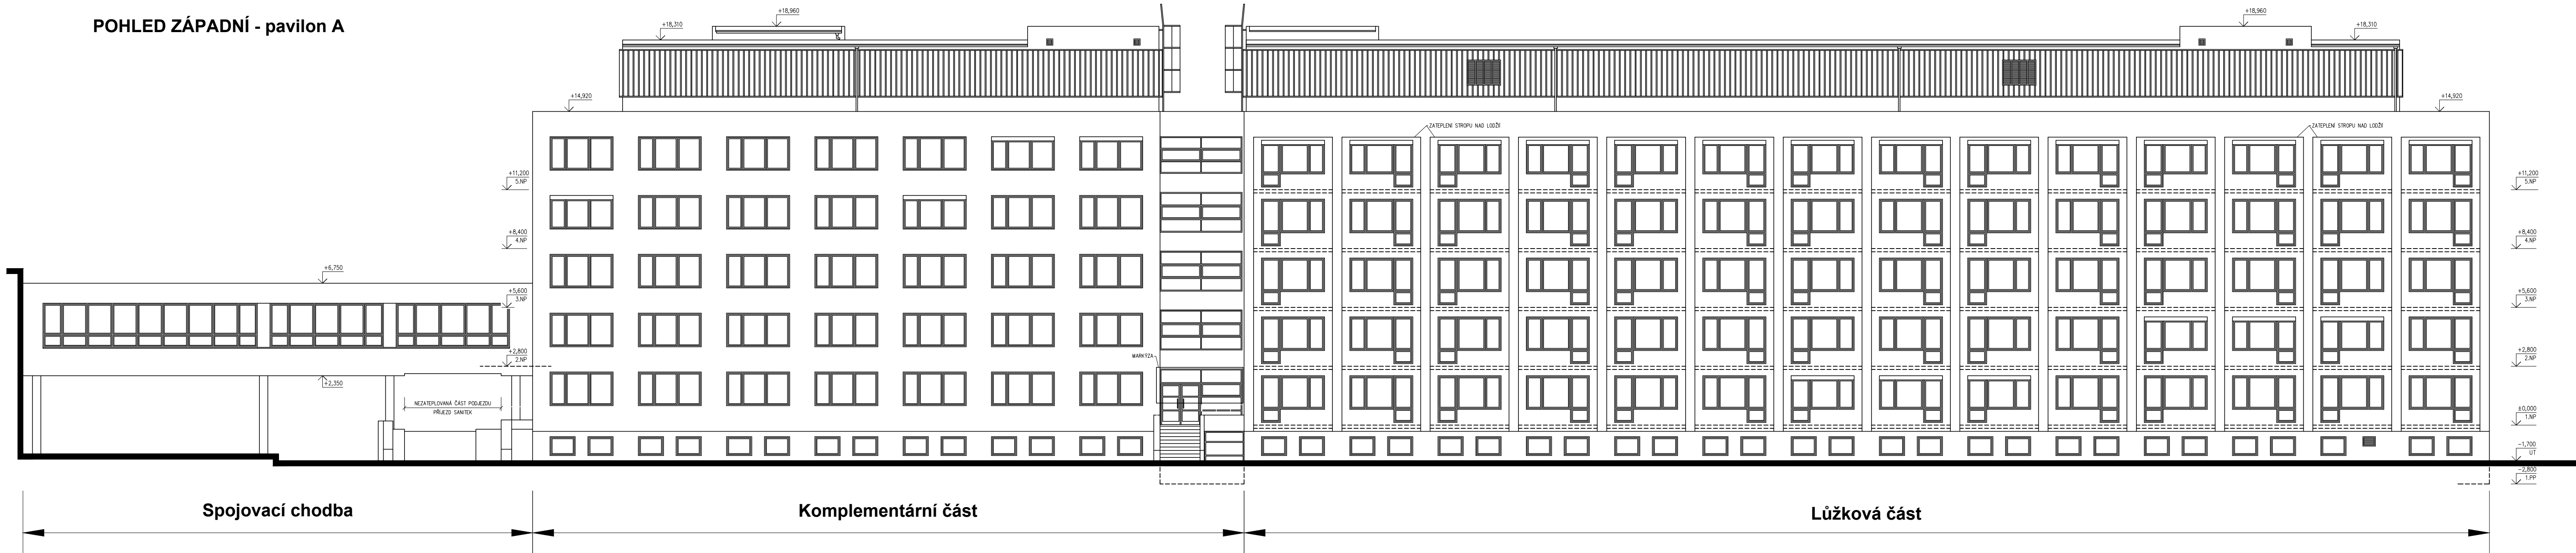 POHLED ZÁPADNÍ - pavilon A
+18,310
+18,960
+18,960
+18,310
+14,920
+14,920
ZATEPLENÍ STROPU NAD LODŽIÍ
ZATEPLENÍ STROPU NAD LODŽIÍ
+11,200
5.NP
+11,200
5.NP
+8,400
4.NP
+8,400
4.NP
+6,750
+5,600
3.NP
+5,600
3.NP
+2,800
2.NP
MARKÝZA
+2,800
2.NP
+2,350
NEZATEPLOVANÁ ČÁST PODJEZDU
PŘÍJEZD SANITEK
±0,000
1.NP
-1,700
UT
-2,800
1.PP
Spojovací chodba
Komplementární část
Lůžková část